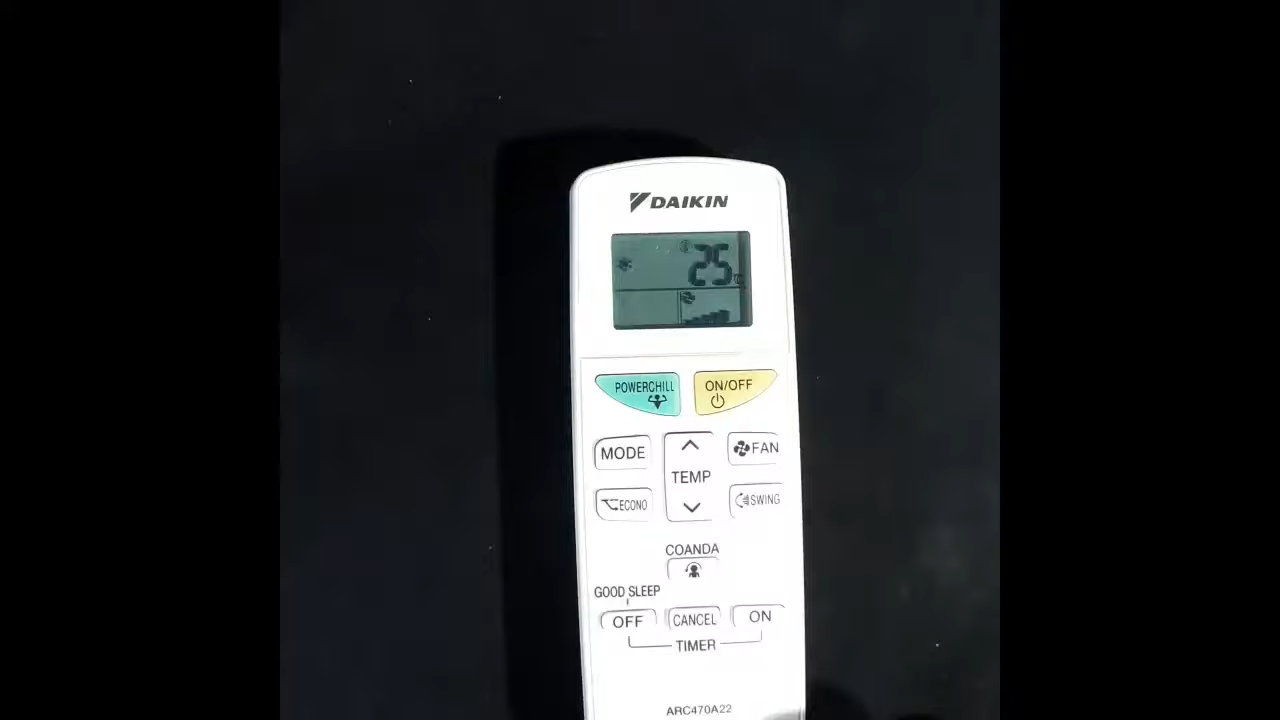 DAIKIN
25
POWERCHILL ON/OFF
MODE TEMP FAN
ECONO SWING
COANDA
GOOD SLEEP
OFF CANCEL ON
TIMER
ARC470A22